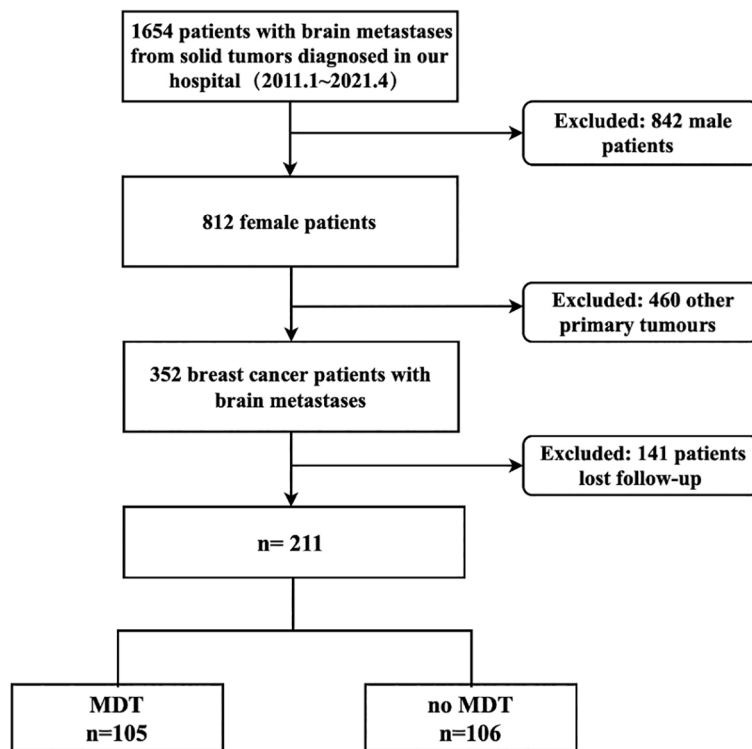 1654 patients with brain metastases
from solid tumors diagnosed in our
hospital（2011.1~2021.4）
Excluded: 842 male
patients
812 female patients
Excluded: 460 other
primary tumours
352 breast cancer patients with
brain metastases
Excluded: 141 patients
lost follow-up
n= 211
MDT
n=105
no MDT
n=106